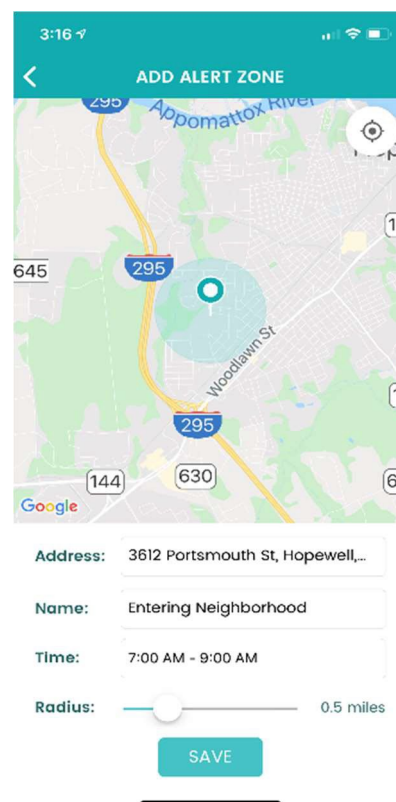 3:16
ADD ALERT ZONE
295
Appomattox River
645
295
Woodlawn St
295
144
630
Google
Address: 3612 Portsmouth St, Hopewell,...
Name: Entering Neighborhood
Time: 7:00 AM - 9:00 AM
Radius: 0.5 miles
SAVE